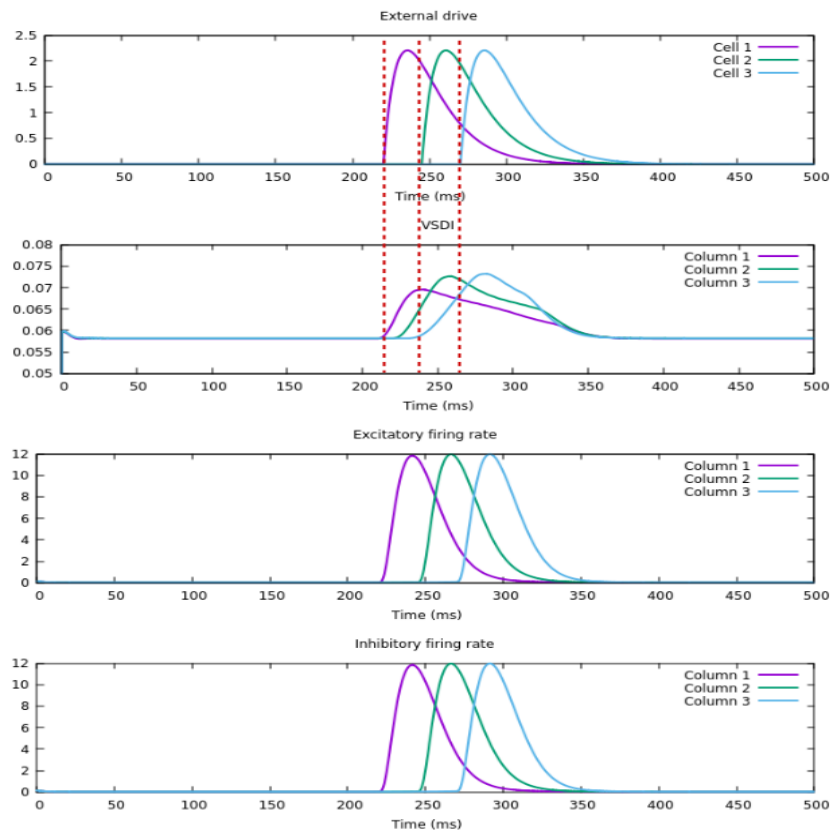 External drive
2.5
2
1.5
1
0.5
0
Cell 1
Cell 2
Cell 3
0 50 100 150 200 250 300 350 400 450 500
Time (ms)
VSDI
0.08
0.075
0.07
0.065
0.06
0.055
0.05
Column 1
Column 2
Column 3
0 50 100 150 200 250 300 350 400 450 500
Time (ms)
Excitatory firing rate
12
10
8
6
4
2
0
Column 1
Column 2
Column 3
0 50 100 150 200 250 300 350 400 450 500
Time (ms)
Inhibitory firing rate
12
10
8
6
4
2
0
Column 1
Column 2
Column 3
0 50 100 150 200 250 300 350 400 450 500
Time (ms)